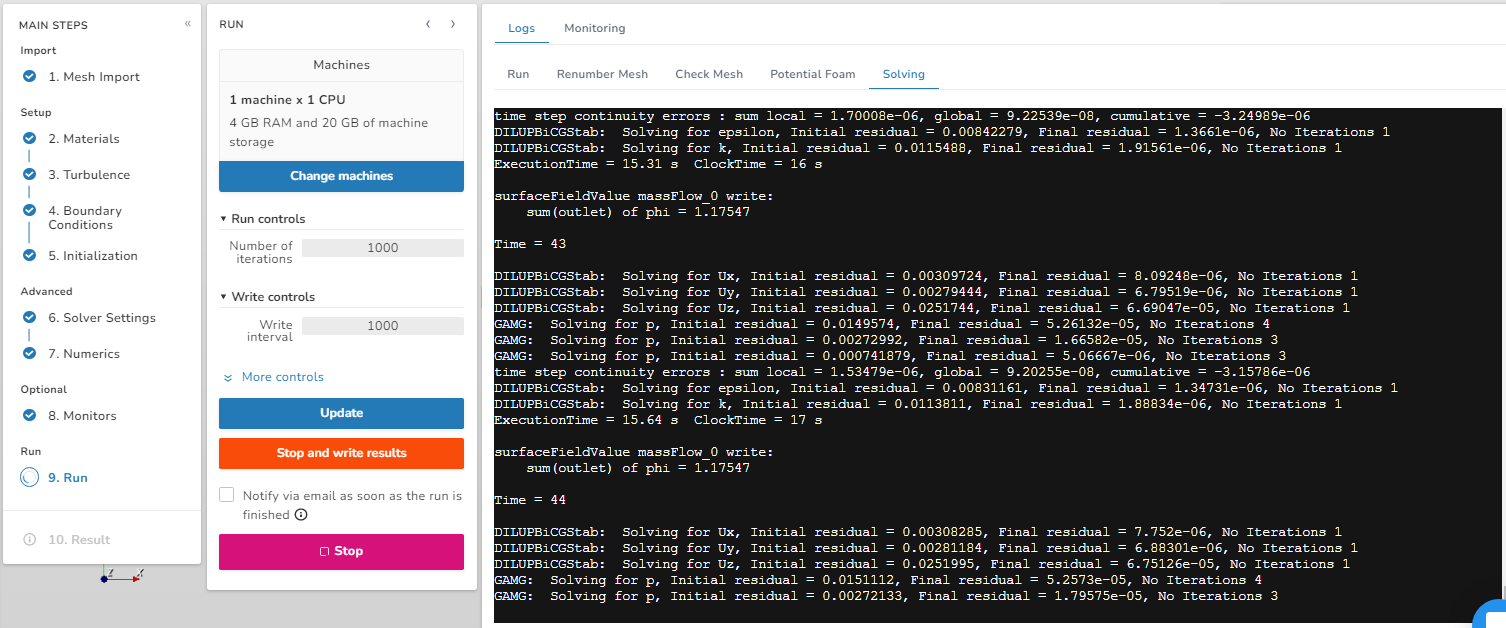 MAIN STEPS «
Import
1. Mesh Import
Setup
2. Materials
3. Turbulence
4. Boundary
Conditions
5. Initialization
Advanced
6. Solver Settings
7. Numerics
Optional
8. Monitors
Run
9. Run
10. Result
Z X
RUN ‹ ›
Machines
1 machine x 1 CPU
4 GB RAM and 20 GB of machine
storage
Change machines
Run controls
Number of
iterations
1000
Write controls
Write
interval
1000
More controls
Update
Stop and write results
Notify via email as soon as the run is
finished
Stop
Logs Monitoring
Run Renumber Mesh Check Mesh Potential Foam Solving
time step continuity errors : sum local = 1.70008e-06, global = 9.22539e-08, cumulative = -3.24989e-06
DILUPBiCGStab:  Solving for epsilon, Initial residual = 0.00842279, Final residual = 1.3661e-06, No Iterations 1
DILUPBiCGStab:  Solving for k, Initial residual = 0.0115488, Final residual = 1.91561e-06, No Iterations 1
ExecutionTime = 15.31 s  ClockTime = 16 s
surfaceFieldValue massFlow_0 write:
sum(outlet) of phi = 1.17547
Time = 43
DILUPBiCGStab:  Solving for Ux, Initial residual = 0.00309724, Final residual = 8.09248e-06, No Iterations 1
DILUPBiCGStab:  Solving for Uy, Initial residual = 0.00279444, Final residual = 6.79519e-06, No Iterations 1
DILUPBiCGStab:  Solving for Uz, Initial residual = 0.0251744, Final residual = 6.69047e-05, No Iterations 1
GAMG:  Solving for p, Initial residual = 0.0149574, Final residual = 5.26132e-05, No Iterations 4
GAMG:  Solving for p, Initial residual = 0.00272992, Final residual = 1.66582e-05, No Iterations 3
GAMG:  Solving for p, Initial residual = 0.000741879, Final residual = 5.06667e-06, No Iterations 3
time step continuity errors : sum local = 1.53479e-06, global = 9.20255e-08, cumulative = -3.15786e-06
DILUPBiCGStab:  Solving for epsilon, Initial residual = 0.00831161, Final residual = 1.34731e-06, No Iterations 1
DILUPBiCGStab:  Solving for k, Initial residual = 0.0113811, Final residual = 1.88834e-06, No Iterations 1
ExecutionTime = 15.64 s  ClockTime = 17 s
surfaceFieldValue massFlow_0 write:
sum(outlet) of phi = 1.17547
Time = 44
DILUPBiCGStab:  Solving for Ux, Initial residual = 0.00308285, Final residual = 7.752e-06, No Iterations 1
DILUPBiCGStab:  Solving for Uy, Initial residual = 0.00281184, Final residual = 6.88301e-06, No Iterations 1
DILUPBiCGStab:  Solving for Uz, Initial residual = 0.0251995, Final residual = 6.75126e-05, No Iterations 1
GAMG:  Solving for p, Initial residual = 0.0151112, Final residual = 5.2573e-05, No Iterations 4
GAMG:  Solving for p, Initial residual = 0.00272133, Final residual = 1.79575e-05, No Iterations 3